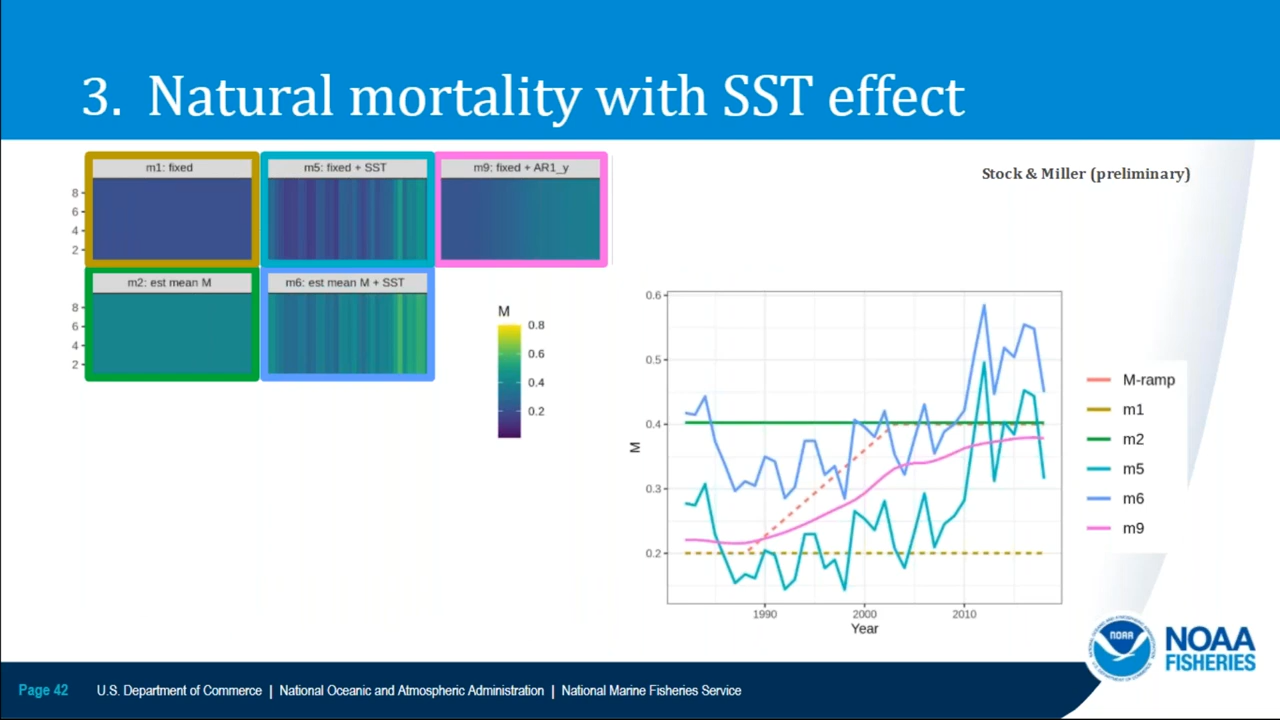 3. Natural mortality with SST effect
Stock & Miller (preliminary)
m1: fixed
m5: fixed + SST
m9: fixed + AR1_y
8
6
4
2
m2: est mean M
m6: est mean M + SST
8
6
4
2
M
0.8
0.6
0.4
0.2
0.6
0.5
0.4
0.3
0.2
M
1990
2000
2010
Year
M-ramp
m1
m2
m5
m6
m9
NOAA
NOAA
FISHERIES
Page 42
U.S. Department of Commerce | National Oceanic and Atmospheric Administration | National Marine Fisheries Service